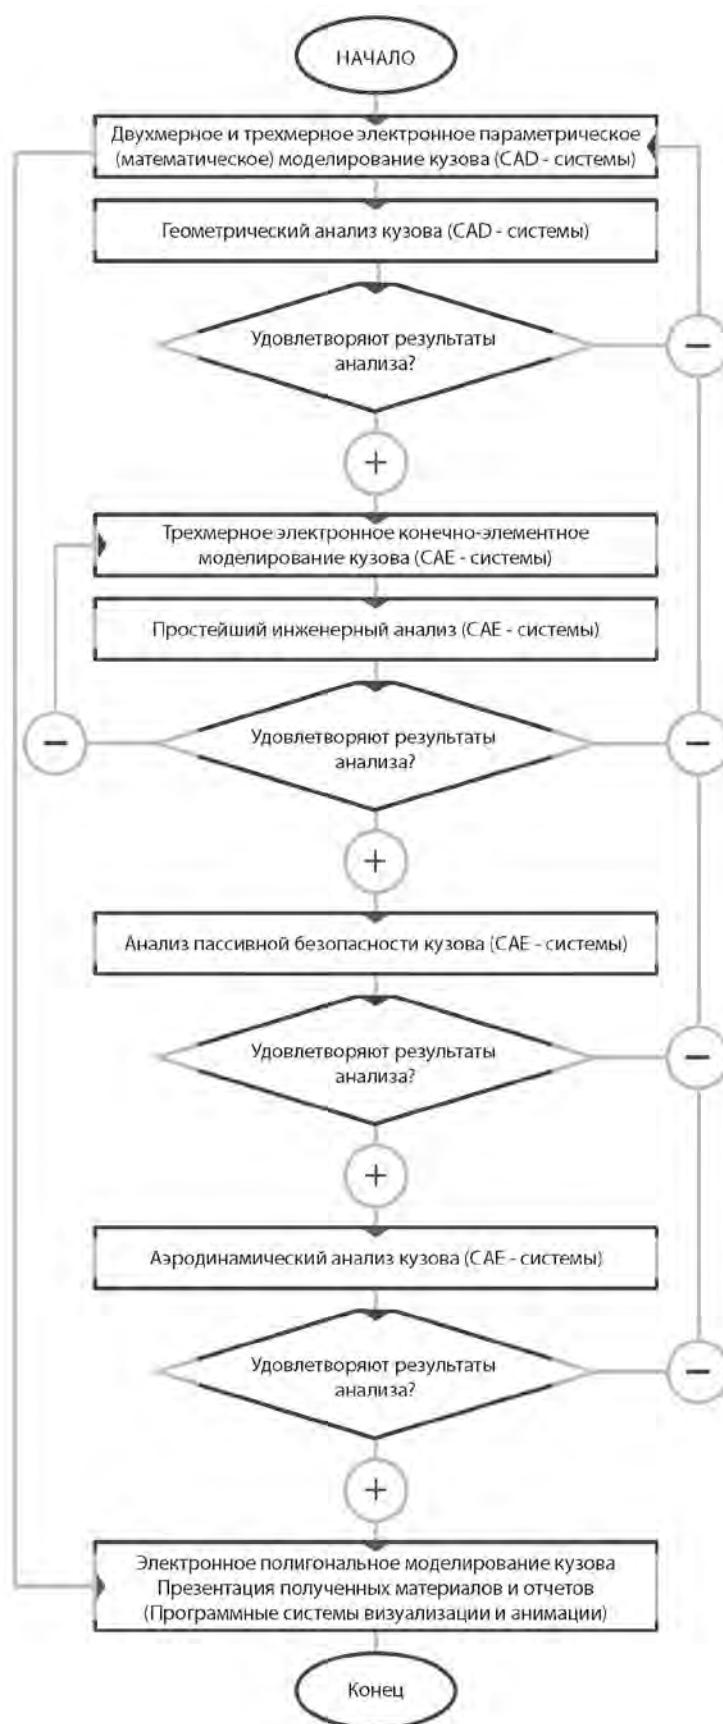 НАЧАЛО
Двухмерное и трехмерное электронное параметрическое
(математическое) моделирование кузова (CAD - системы)
Геометрический анализ кузова (CAD - системы)
Удовлетворяют результаты
анализа?
−
+
Трехмерное электронное конечно-элементное
моделирование кузова (CAE - системы)
Простейший инженерный анализ (CAE - системы)
−
Удовлетворяют результаты
анализа?
−
+
Анализ пассивной безопасности кузова (CAE - системы)
Удовлетворяют результаты
анализа?
−
+
Аэродинамический анализ кузова (CAE - системы)
Удовлетворяют результаты
анализа?
−
+
Электронное полигональное моделирование кузова
Презентация полученных материалов и отчетов
(Программные системы визуализации и анимации)
Конец